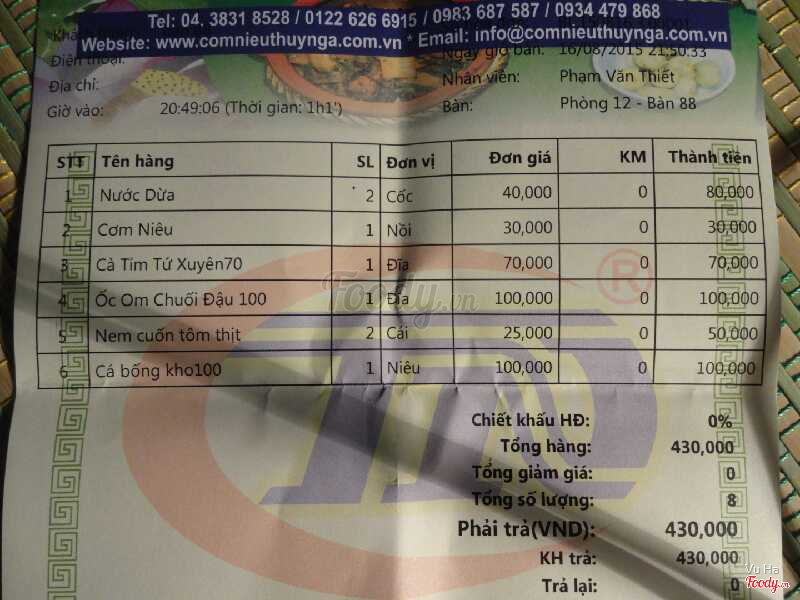 Tel: 04. 3831 8528 / 0122 626 6915 / 0983 687 587 / 0934 479 868
Website: www.comnieuthuynga.com.vn * Email: info@comnieuthuynga.com.vn
Điện thoại:
Ngày giờ bán: 16/08/2015 21:50:33
Địa chỉ:
Nhân viên: Phạm Văn Thiết
Giờ vào: 20:49:06 (Thời gian: 1h1')
Bàn: Phòng 12 - Bàn 88
STT Tên hàng SL Đơn vị Đơn giá KM Thành tiền
1 Nước Dừa 2 Cốc 40,000 0 80,000
2 Cơm Niêu 1 Nồi 30,000 0 30,000
3 Cà Tím Tứ Xuyên70 1 Đĩa 70,000 0 70,000
4 Ốc Om Chuối Đậu 100 1 Đĩa 100,000 0 100,000
5 Nem cuốn tôm thịt 2 Cái 25,000 0 50,000
6 Cá bống kho100 1 Niêu 100,000 0 100,000
Chiết khấu HĐ: 0%
Tổng hàng: 430,000
Tổng giảm giá: 0
Tổng số lượng: 8
Phải trả(VND): 430,000
KH trả: 430,000
Trả lại: 0
Foody.vn
®
Vu Ha
Foody.vn